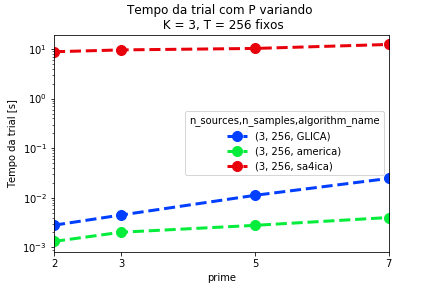 Tempo da trial com P variando
K = 3, T = 256 fixos
Tempo da trial [s]
10¹
10⁰
10⁻¹
10⁻²
10⁻³
n_sources,n_samples,algorithm_name
(3, 256, GLICA)
(3, 256, america)
(3, 256, sa4ica)
2 3 5 7
prime